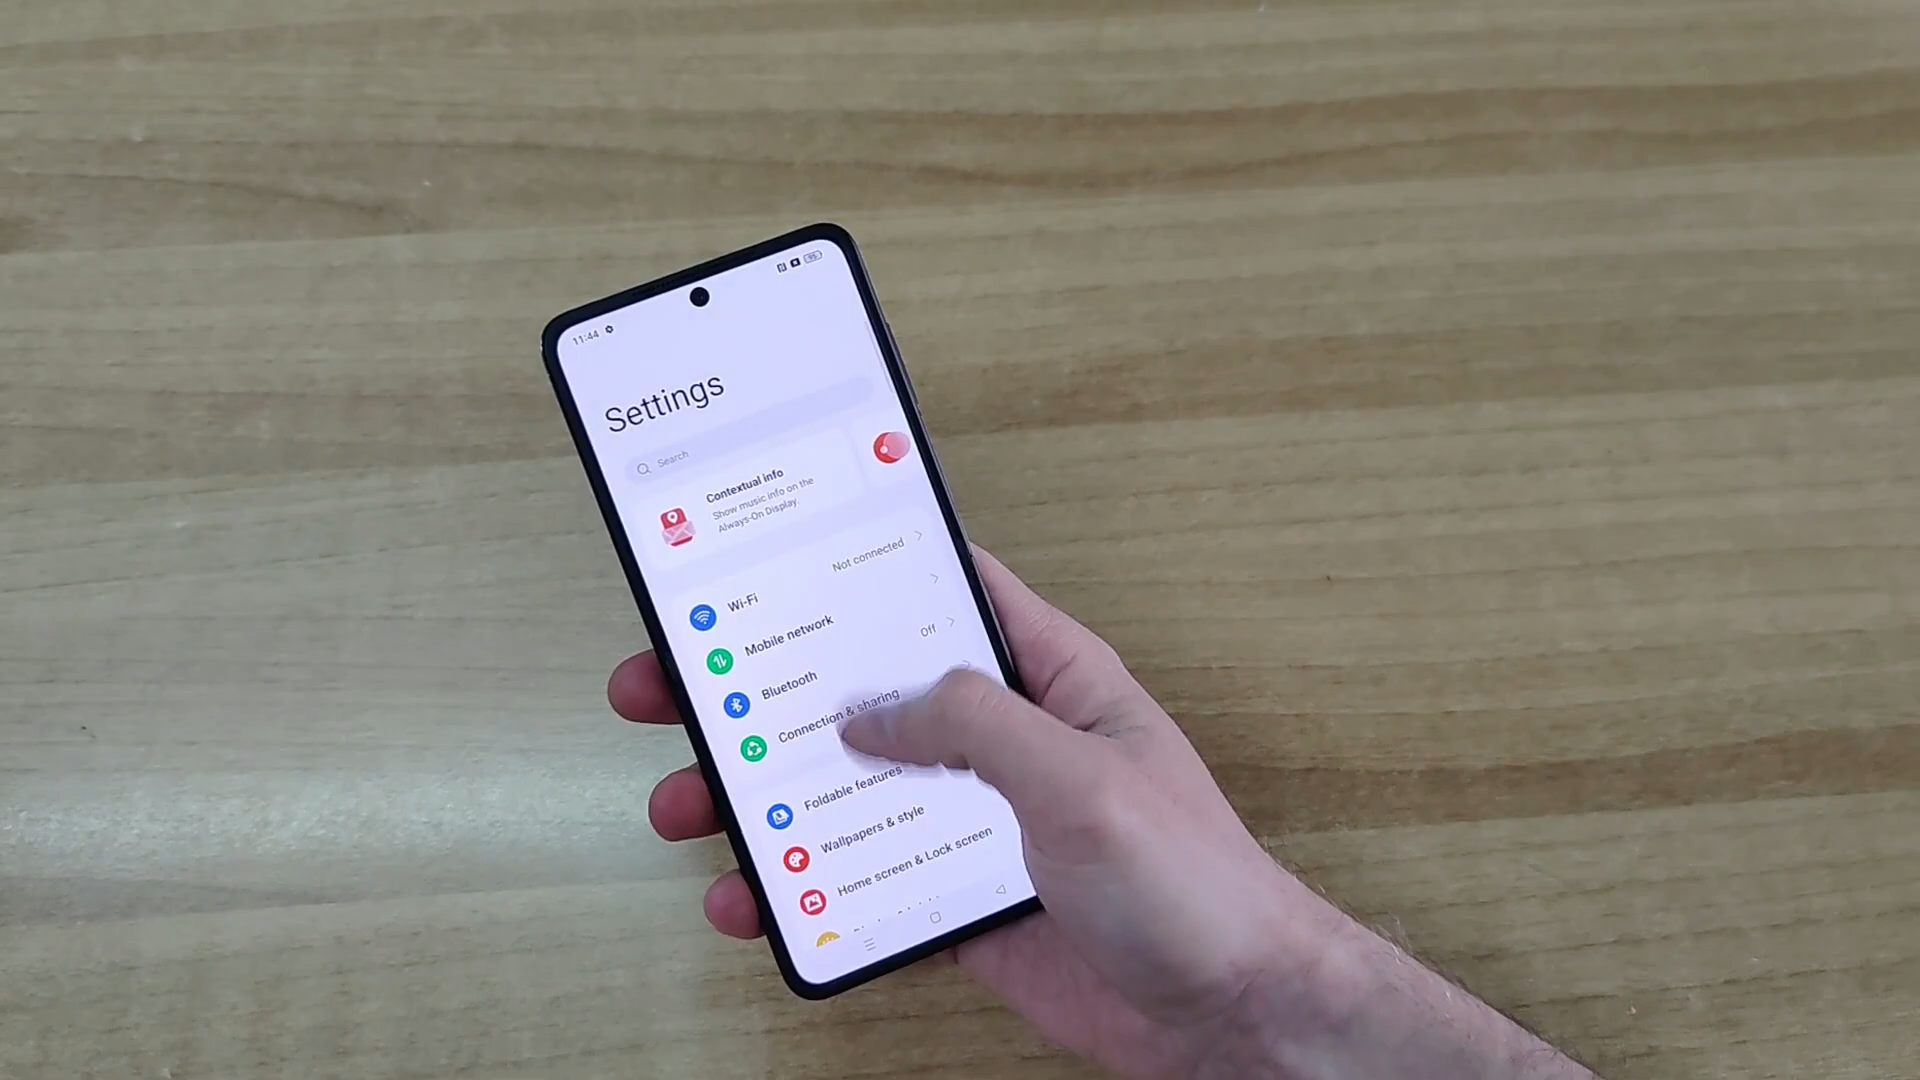 11:44
95
Settings
Search
Contextual info
Show music info on the
Always-On Display.
Wi-Fi
Not connected
Mobile network
Bluetooth
Off
Connection & sharing
Foldable features
Wallpapers & style
Home screen & Lock screen